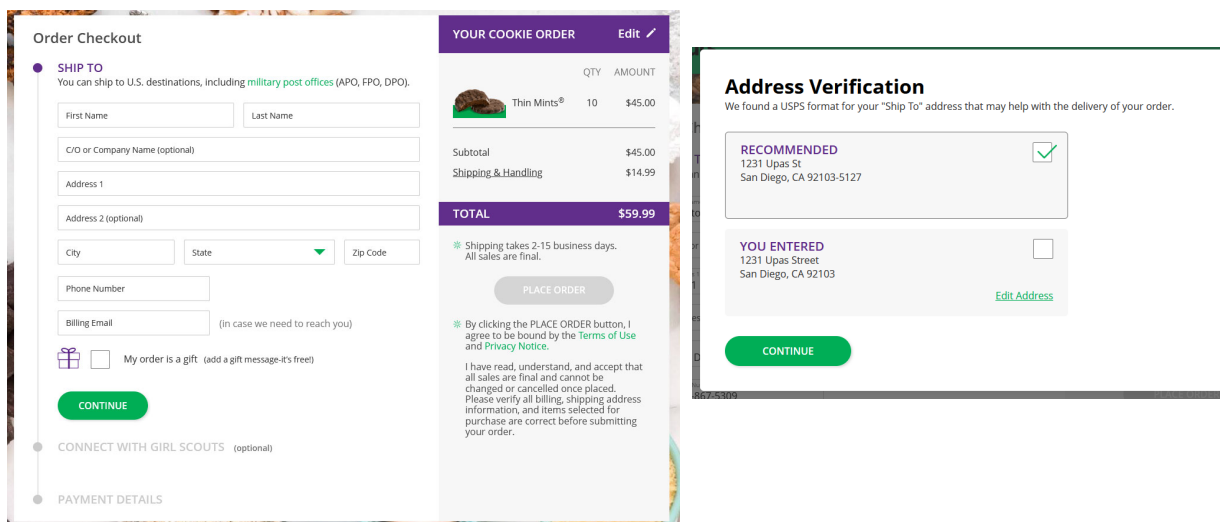 Order Checkout
SHIP TO
You can ship to U.S. destinations, including military post offices (APO, FPO, DPO).
First Name
Last Name
C/O or Company Name (optional)
Address 1
Address 2 (optional)
City
State
Zip Code
Phone Number
Billing Email
(in case we need to reach you)
My order is a gift (add a gift message-it's free!)
CONTINUE
CONNECT WITH GIRL SCOUTS (optional)
PAYMENT DETAILS
YOUR COOKIE ORDER
Edit
QTY AMOUNT
Thin Mints® 10 $45.00
Subtotal $45.00
Shipping & Handling $14.99
TOTAL $59.99
Shipping takes 2-15 business days.
All sales are final.
PLACE ORDER
By clicking the PLACE ORDER button, I
agree to be bound by the Terms of Use
and Privacy Notice.
I have read, understand, and accept that
all sales are final and cannot be
changed or cancelled once placed.
Please verify all billing, shipping address
information, and items selected for
purchase are correct before submitting
your order.
Address Verification
We found a USPS format for your "Ship To" address that may help with the delivery of your order.
RECOMMENDED
1231 Upas St
San Diego, CA 92103-5127
YOU ENTERED
1231 Upas Street
San Diego, CA 92103
Edit Address
CONTINUE
-867-5309
PLACE ORDER